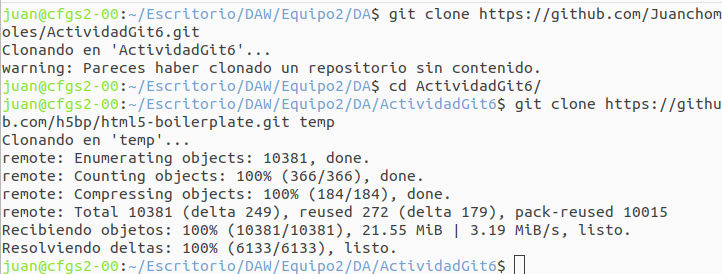 juan@cfgs2-00:~/Escritorio/DAW/Equipo2/DA$ git clone https://github.com/Juanchom
oles/ActividadGit6.git
Clonando en 'ActividadGit6'...
warning: Pareces haber clonado un repositorio sin contenido.
juan@cfgs2-00:~/Escritorio/DAW/Equipo2/DA$ cd ActividadGit6/
juan@cfgs2-00:~/Escritorio/DAW/Equipo2/DA/ActividadGit6$ git clone https://githu
b.com/h5bp/html5-boilerplate.git temp
Clonando en 'temp'...
remote: Enumerating objects: 10381, done.
remote: Counting objects: 100% (366/366), done.
remote: Compressing objects: 100% (184/184), done.
remote: Total 10381 (delta 249), reused 272 (delta 179), pack-reused 10015
Recibiendo objetos: 100% (10381/10381), 21.55 MiB | 3.19 MiB/s, listo.
Resolviendo deltas: 100% (6133/6133), listo.
juan@cfgs2-00:~/Escritorio/DAW/Equipo2/DA/ActividadGit6$